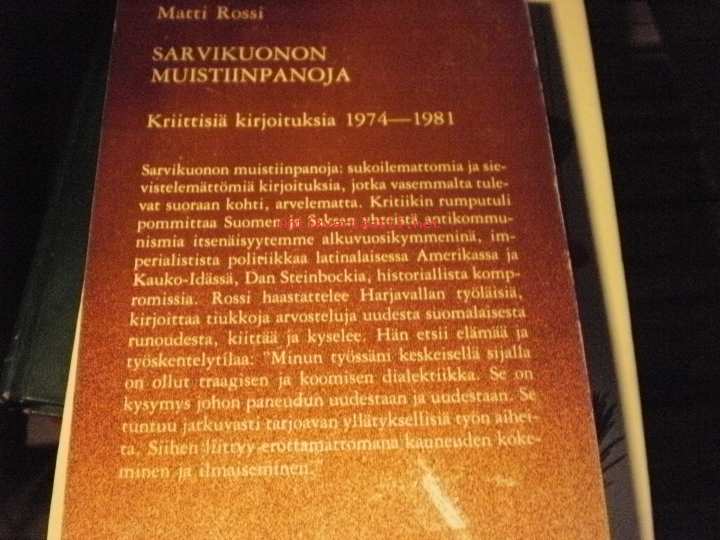 Matti Rossi
SARVIKUONON
MUISTIINPANOJA
Kriittisiä kirjoituksia 1974—1981
Sarvikuonon muistiinpanoja: sukoilemattomia ja sie-
vistelemättömiä kirjoituksia, jotka vasemmalta tule-
vat suoraan kohti, arvelematta. Kritiikin rumputuli
pommittaa Suomen ja Saksan yhteistä antikommu-
nismia itsenäisyytemme alkuvuosikymmeninä, im-
perialistista politiikkaa latinalaisessa Amerikassa ja
Kauko-Idässä, Dan Steinbockia, historiallista komp-
romissia. Rossi haastattelee Harjavallan työläisiä,
kirjoittaa tiukkoja arvosteluja uudesta suomalaisesta
runoudesta, kiittää ja kyselee. Hän etsii elämää ja
työskentelytilaa: "Minun työssäni keskeisellä sijalla
on ollut traagisen ja koomisen dialektiikka. Se on
kysymys johon paneudun uudestaan ja uudestaan. Se
tuntuu jatkuvasti tarjoavan yllätyksellisiä työn aihei-
ta. Siihen liittyy erottamattomana kauneuden koke-
minen ja ilmaiseminen."